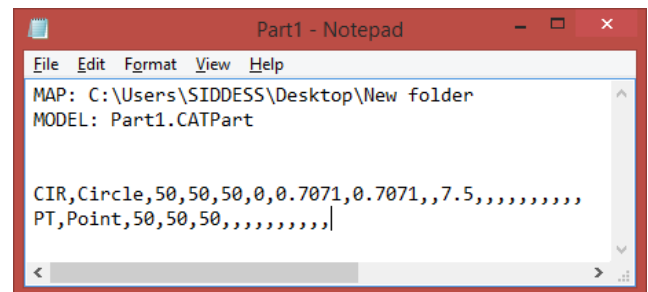 Part1 - Notepad
File Edit Format View Help
MAP: C:\Users\SIDDESS\Desktop\New folder
MODEL: Part1.CATPart
CIR,Circle,50,50,50,0,0.7071,0.7071,,7.5,,,,,,,,,,
PT,Point,50,50,50,,,,,,,,,,